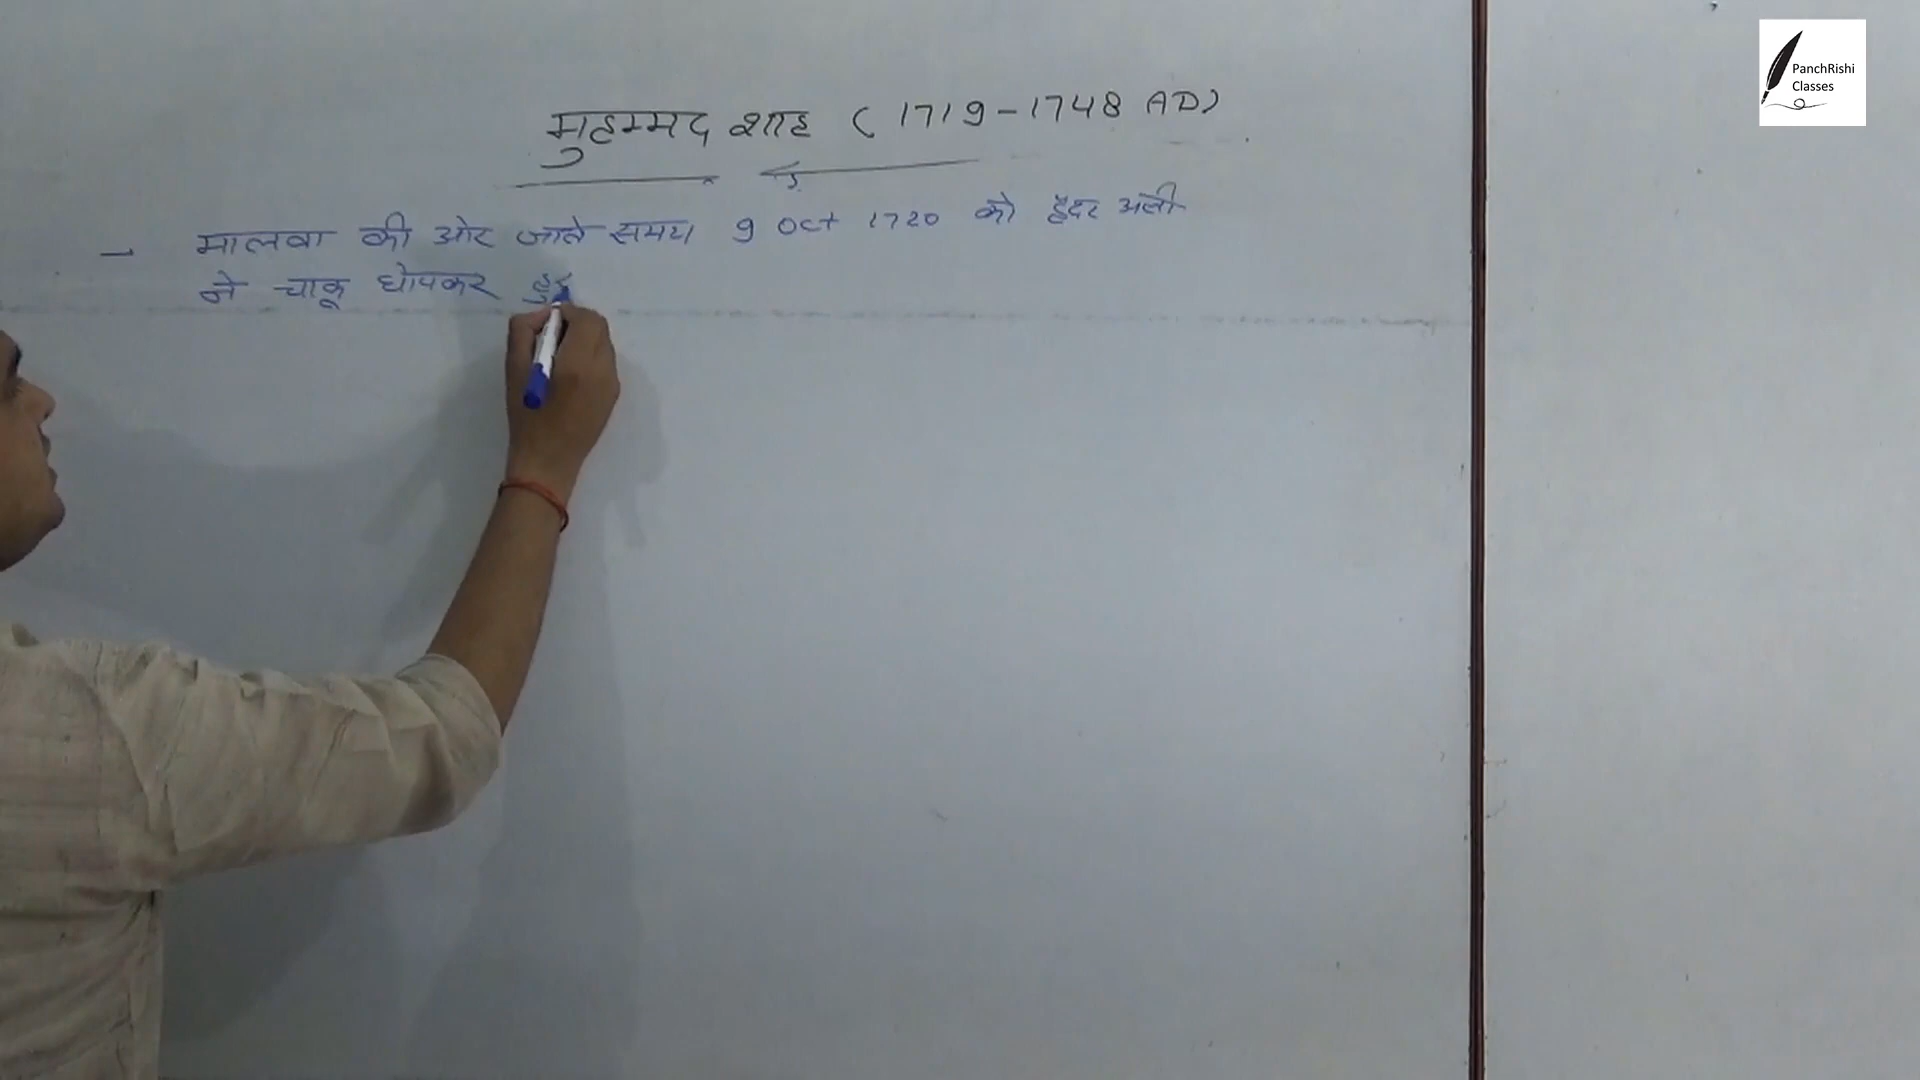 PanchRishi
Classes
मुहम्मद शाह ( 1719 - 1748 AD)
- मालवा की ओर जाते समय 9 Oct 1720 को हैदर अली
ने चाकू घोपकर